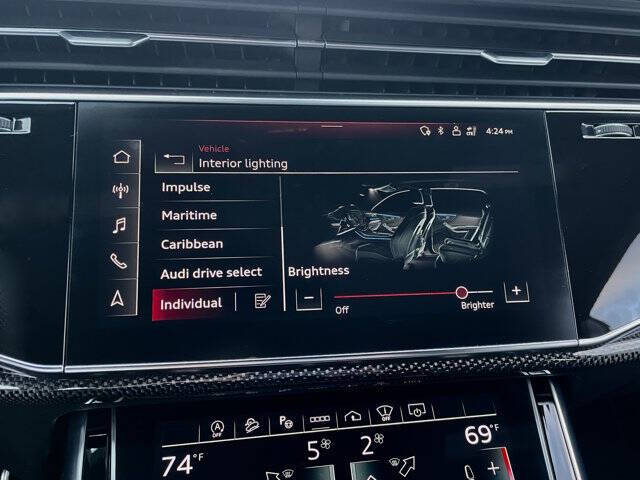 4:24 PM
Vehicle
Interior lighting
Impulse
Maritime
Caribbean
Audi drive select
Individual
Brightness
Off
Brighter
A
OFF
P
OFF
5
2
74°F
69°F